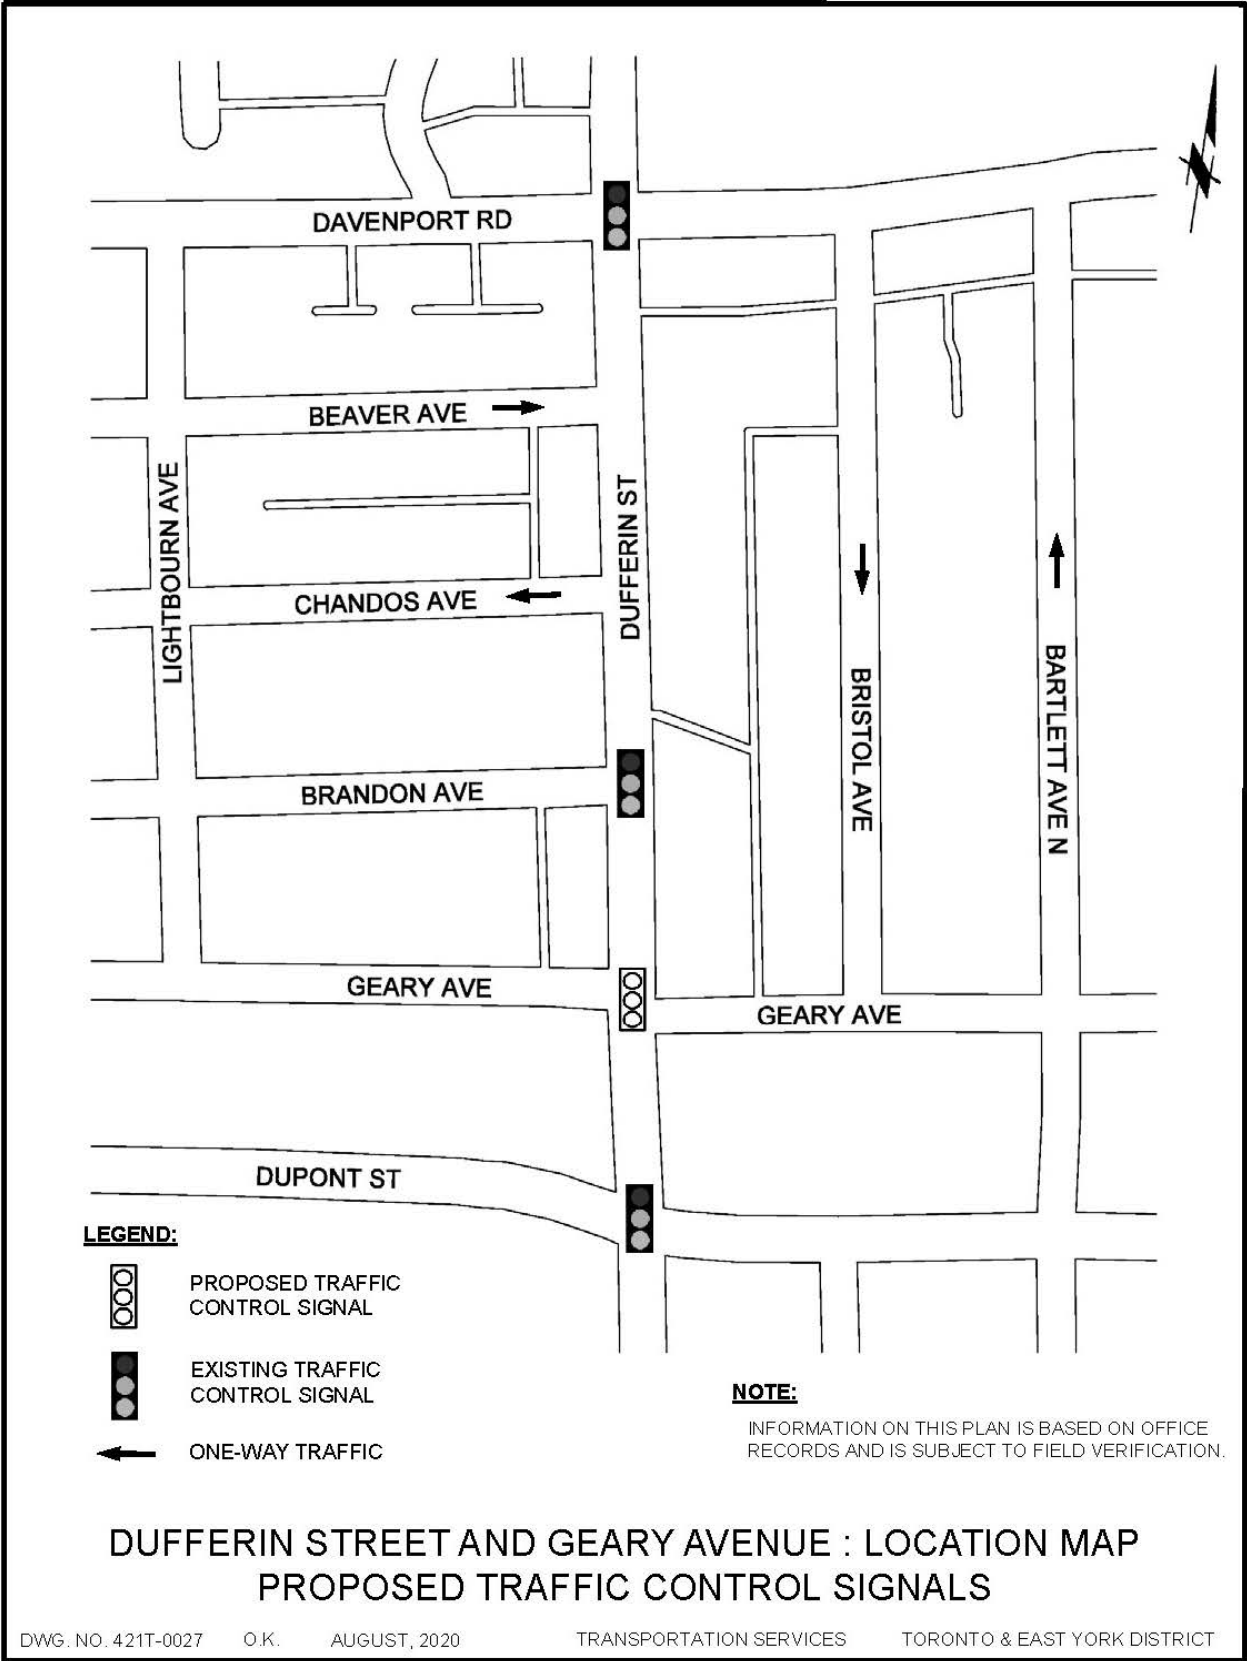 DAVENPORT RD
BEAVER AVE
LIGHTBOURN AVE
DUFFERIN ST
CHANDOS AVE
BRISTOL AVE
BARTLETT AVE N
BRANDON AVE
GEARY AVE
GEARY AVE
DUPONT ST
LEGEND:
PROPOSED TRAFFIC
CONTROL SIGNAL
EXISTING TRAFFIC
CONTROL SIGNAL
ONE-WAY TRAFFIC
NOTE:
INFORMATION ON THIS PLAN IS BASED ON OFFICE
RECORDS AND IS SUBJECT TO FIELD VERIFICATION.
DUFFERIN STREET AND GEARY AVENUE : LOCATION MAP
PROPOSED TRAFFIC CONTROL SIGNALS
DWG. NO. 421T-0027 O.K. AUGUST, 2020 TRANSPORTATION SERVICES TORONTO & EAST YORK DISTRICT